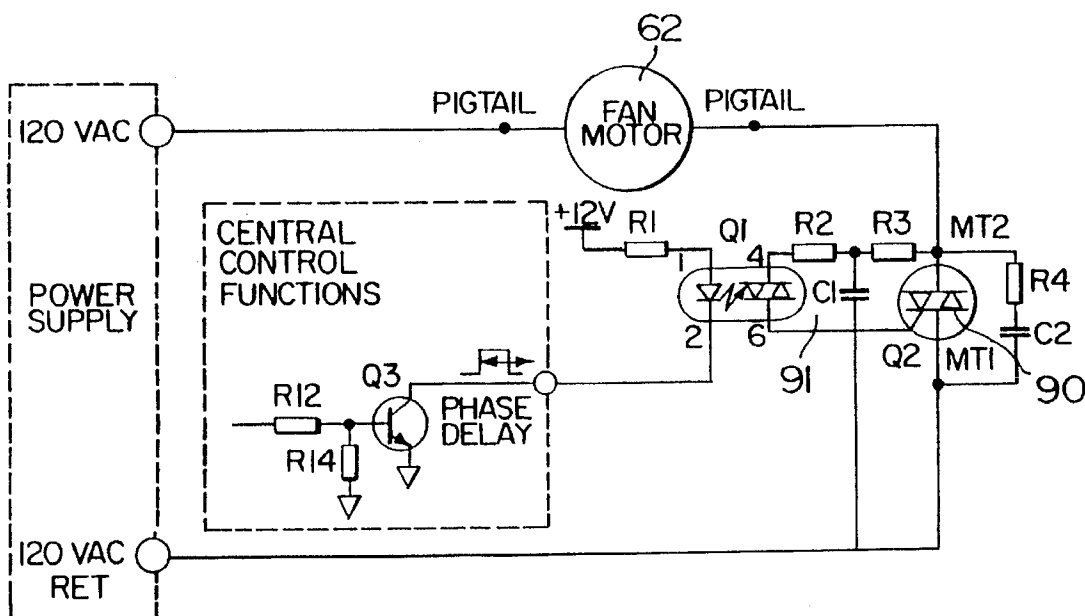 62
PIGTAIL
FAN
MOTOR
PIGTAIL
120 VAC
+12V
R1
Q1
R2
R3
MT2
CENTRAL
CONTROL
FUNCTIONS
1
4
C1
R4
POWER
SUPPLY
2
6
91
Q2
MT1
C2
90
Q3
PHASE
DELAY
R12
R14
120 VAC
RET